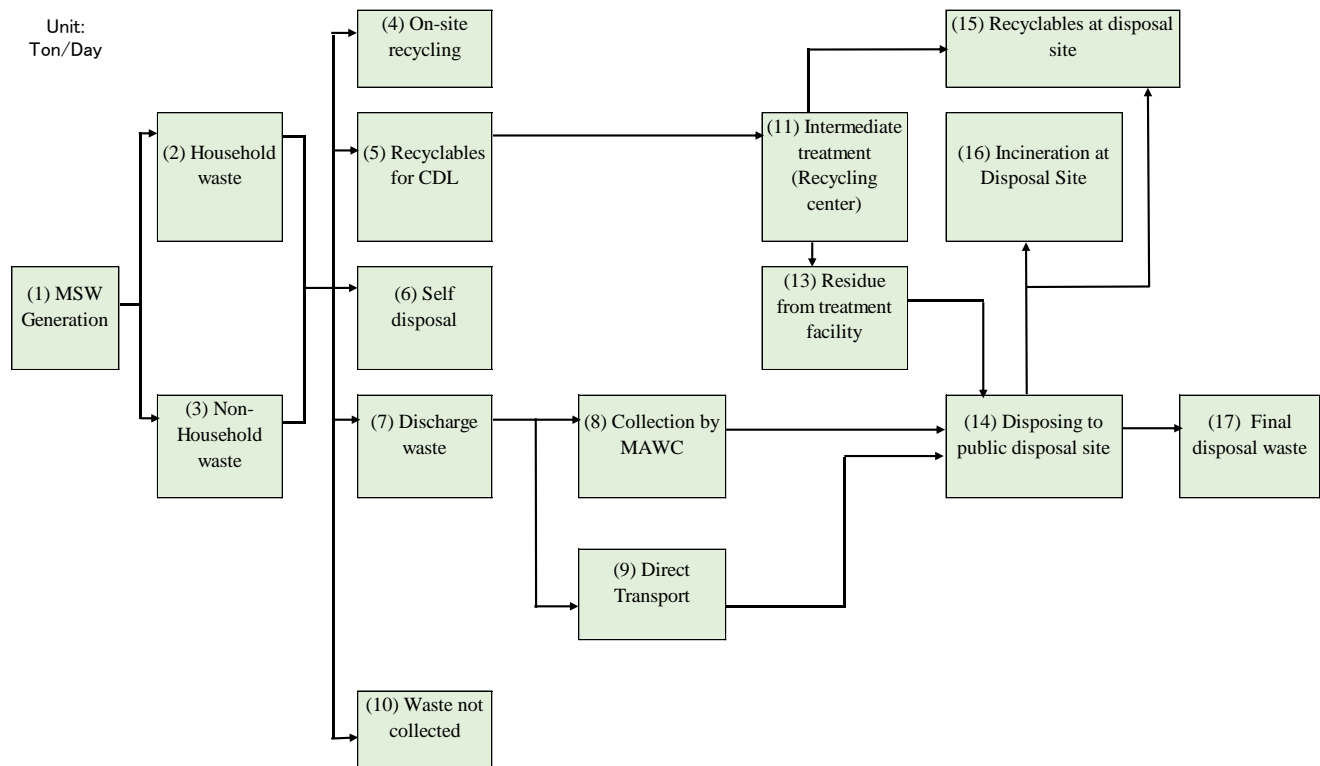 Unit:
Ton/Day
(1) MSW
Generation
(2) Household
waste
(3) Non-
Household
waste
(4) On-site
recycling
(5) Recyclables
for CDL
(6) Self
disposal
(7) Discharge
waste
(8) Collection by
MAWC
(9) Direct
Transport
(10) Waste not
collected
(11) Intermediate
treatment
(Recycling
center)
(13) Residue
from treatment
facility
(14) Disposing to
public disposal site
(15) Recyclables at disposal
site
(16) Incineration at
Disposal Site
(17) Final
disposal waste